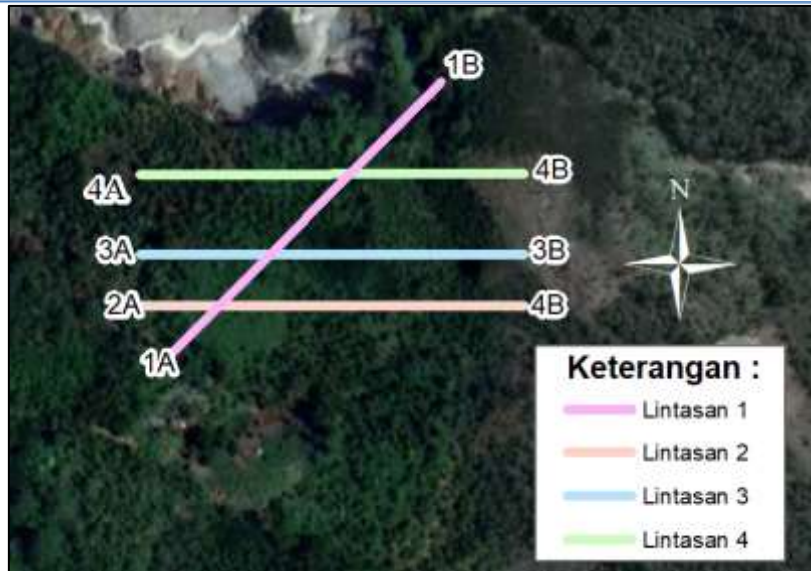 1B
4A
4B
N
3A
3B
2A
4B
1A
Keterangan :
Lintasan 1
Lintasan 2
Lintasan 3
Lintasan 4